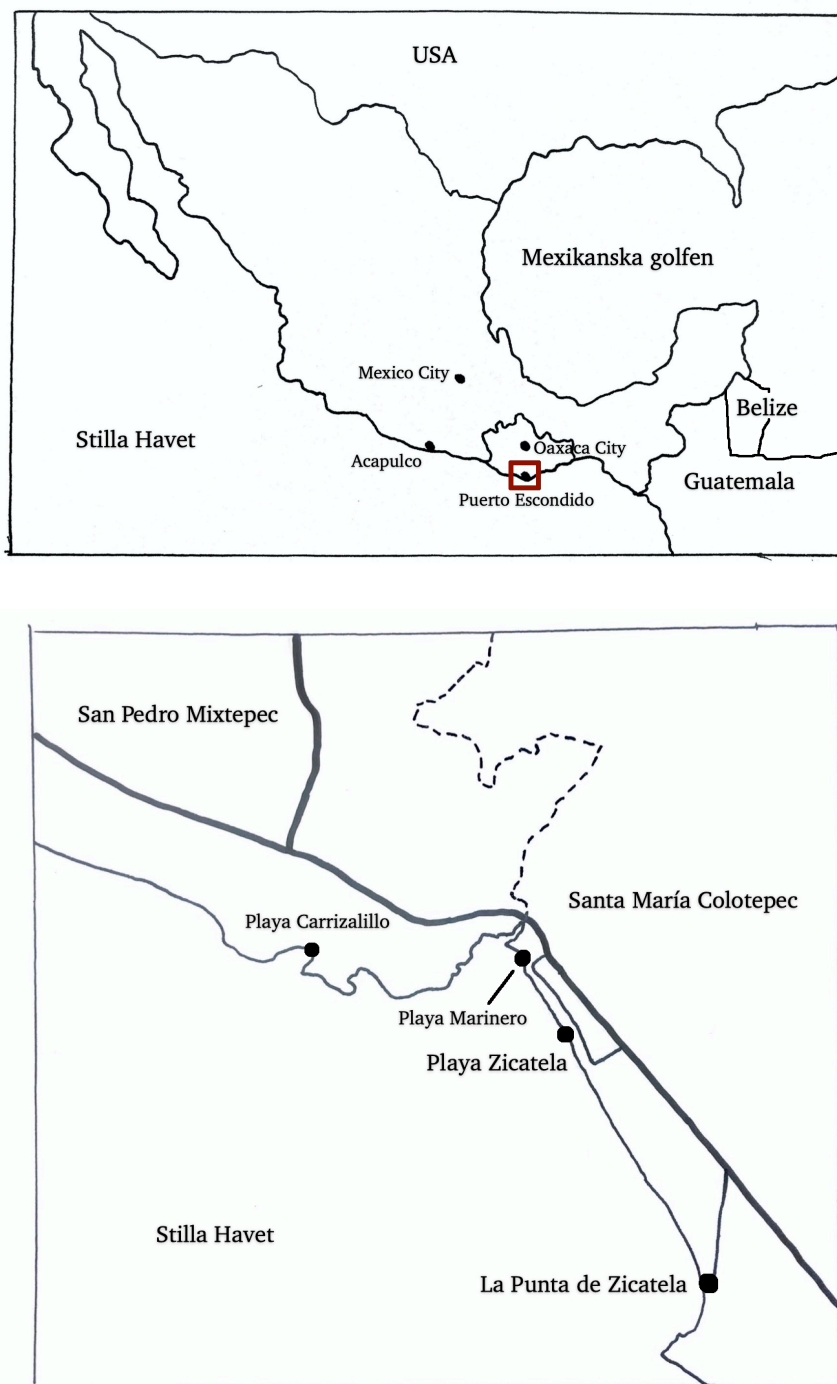 USA
Mexikanska golfen
Mexico City
Belize
Stilla Havet
Oaxaca City
Acapulco
Guatemala
Puerto Escondido
San Pedro Mixtepec
Santa María Colotepec
Playa Carrizalillo
Playa Marinero
Playa Zicatela
Stilla Havet
La Punta de Zicatela